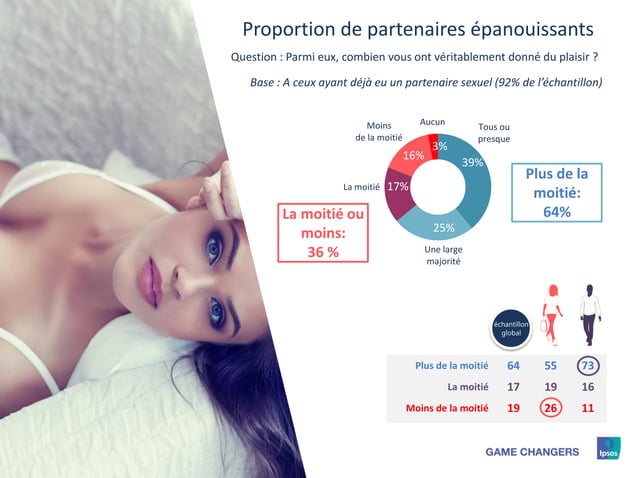 Proportion de partenaires épanouissants
Question : Parmi eux, combien vous ont véritablement donné du plaisir ?
Base : A ceux ayant déjà eu un partenaire sexuel (92% de l'échantillon)
Aucun
Moins
de la moitié
Tous ou
presque
3%
16%
39%
La moitié
17%
25%
Une large
majorité
Plus de la
moitié:
64%
La moitié ou
moins:
36 %
échantillon
global
Plus de la moitié 64 55 73
La moitié 17 19 16
Moins de la moitié 19 26 11
GAME CHANGERS
Ipsos